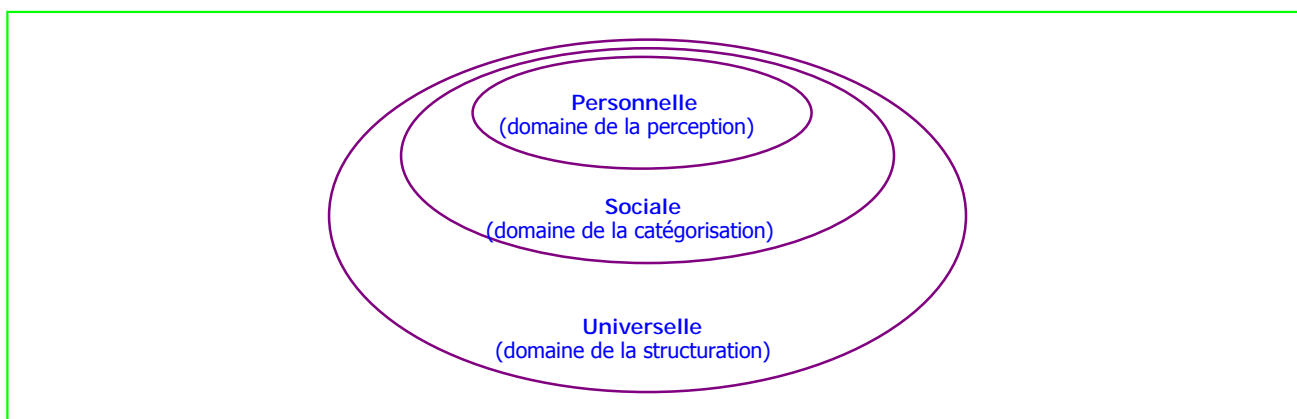 Personnelle
(domaine de la perception)
Sociale
(domaine de la catégorisation)
Universelle
(domaine de la structuration)